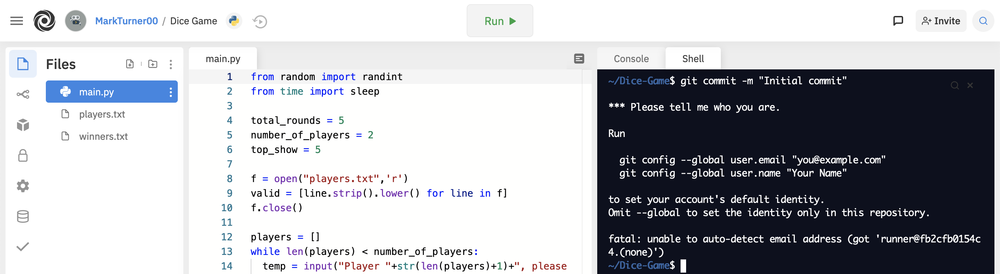 MarkTurner00 / Dice Game
Run
Invite
Files
main.py
players.txt
winners.txt
main.py
1 from random import randint
2 from time import sleep
3
4 total_rounds = 5
5 number_of_players = 2
6 top_show = 5
7
8 f = open("players.txt",'r')
9 valid = [line.strip().lower() for line in f]
10 f.close()
11
12 players = []
13 while len(players) < number_of_players:
14 temp = input("Player "+str(len(players)+1)+", please
Console
Shell
~/Dice-Game$ git commit -m "Initial commit"
*** Please tell me who you are.
Run
git config --global user.email "you@example.com"
git config --global user.name "Your Name"
to set your account's default identity.
Omit --global to set the identity only in this repository.
fatal: unable to auto-detect email address (got 'runner@fb2cfb0154c
4.(none)')
~/Dice-Game$